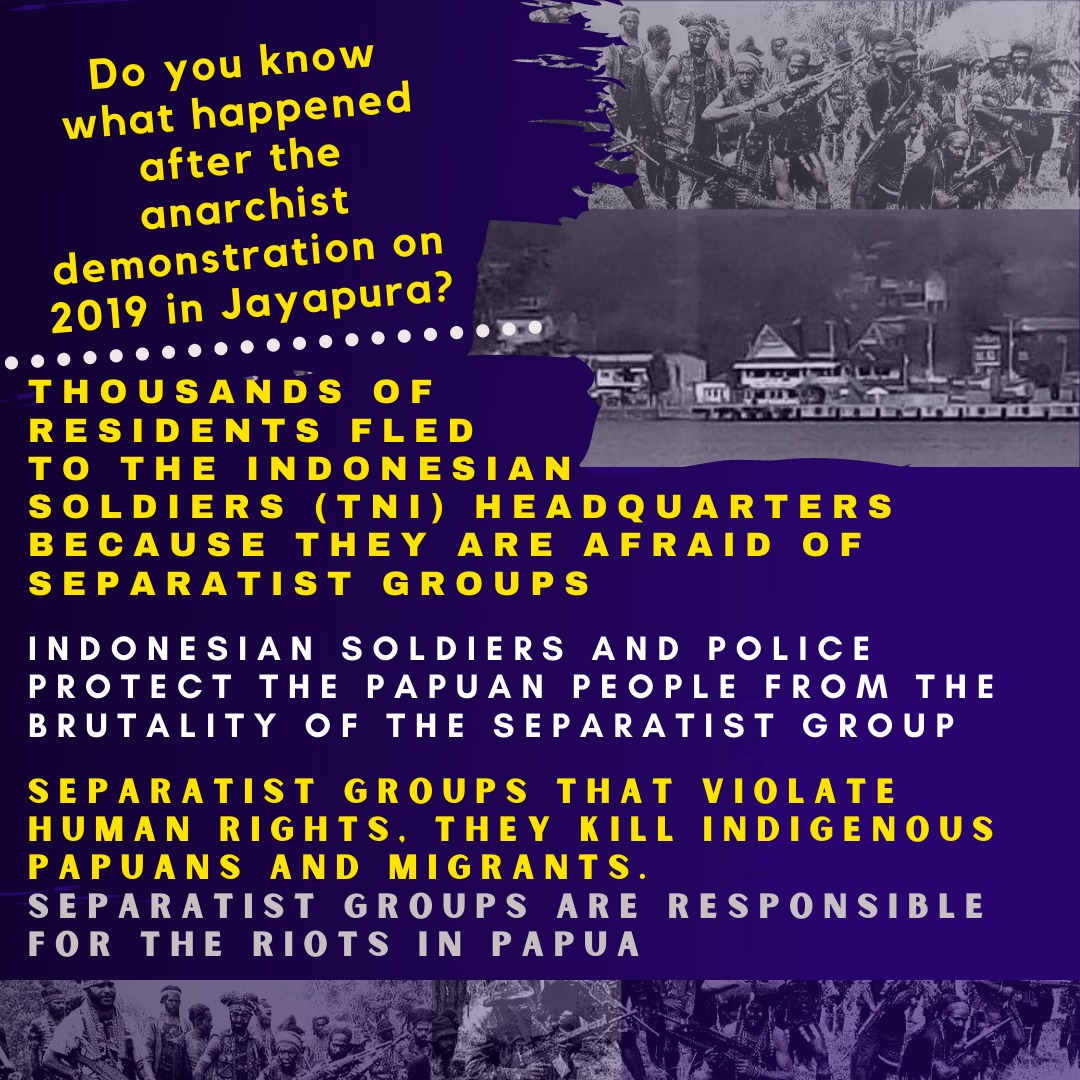 Do you know
what happened
after the
anarchist
demonstration on
2019 in Jayapura?
THOUSANDS OF
RESIDENTS FLED
TO THE INDONESIAN
SOLDIERS (TNI) HEADQUARTERS
BECAUSE THEY ARE AFRAID OF
SEPARATIST GROUPS
INDONESIAN SOLDIERS AND POLICE
PROTECT THE PAPUAN PEOPLE FROM THE
BRUTALITY OF THE SEPARATIST GROUP
SEPARATIST GROUPS THAT VIOLATE
HUMAN RIGHTS, THEY KILL INDIGENOUS
PAPUANS AND MIGRANTS.
SEPARATIST GROUPS ARE RESPONSIBLE
FOR THE RIOTS IN PAPUA